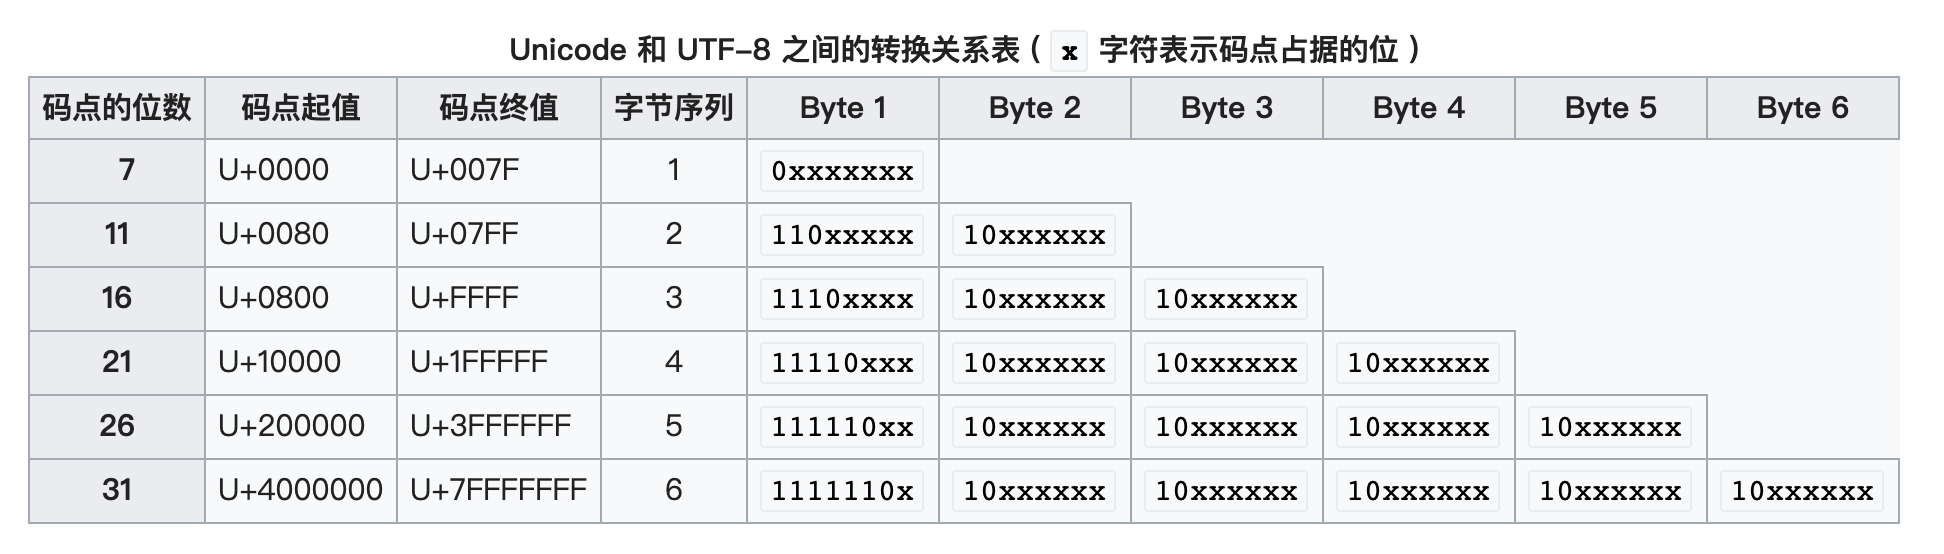 Unicode 和 UTF-8 之间的转换关系表 ( x 字符表示码点占据的位 )
码点的位数 码点起值 码点终值 字节序列 Byte 1 Byte 2 Byte 3 Byte 4 Byte 5 Byte 6
7 U+0000 U+007F 1 0xxxxxxx
11 U+0080 U+07FF 2 110xxxxx 10xxxxxx
16 U+0800 U+FFFF 3 1110xxxx 10xxxxxx 10xxxxxx
21 U+10000 U+1FFFFF 4 11110xxx 10xxxxxx 10xxxxxx 10xxxxxx
26 U+200000 U+3FFFFFF 5 111110xx 10xxxxxx 10xxxxxx 10xxxxxx 10xxxxxx
31 U+4000000 U+7FFFFFFF 6 1111110x 10xxxxxx 10xxxxxx 10xxxxxx 10xxxxxx 10xxxxxx